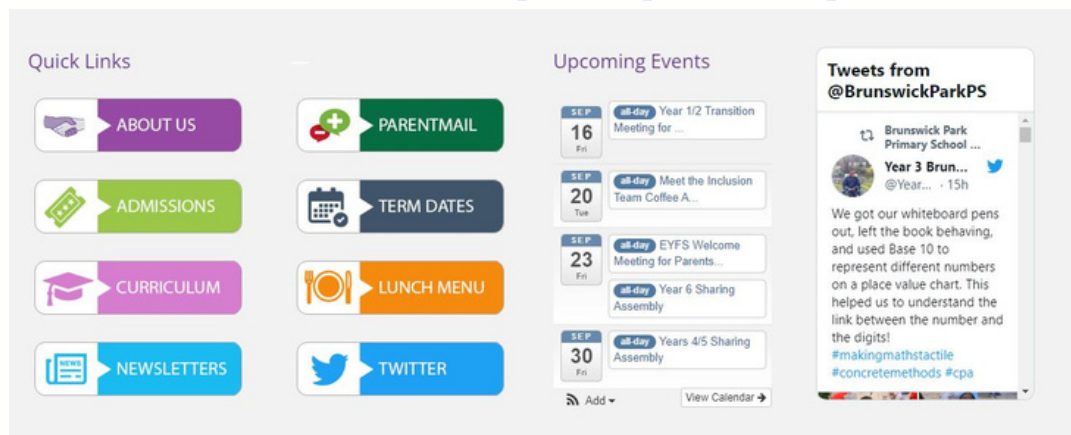 Quick Links
ABOUT US
PARENTMAIL
ADMISSIONS
TERM DATES
CURRICULUM
LUNCH MENU
NEWS
NEWSLETTERS
TWITTER
Upcoming Events
SEP
16
Fri
all-day Year 1/2 Transition
Meeting for ...
SEP
20
Tue
all-day Meet the Inclusion
Team Coffee A...
SEP
23
Fri
all-day EYFS Welcome
Meeting for Parents...
all-day Year 6 Sharing
Assembly
SEP
30
Fri
all-day Years 4/5 Sharing
Assembly
Add
View Calendar
Tweets from
@BrunswickParkPS
Brunswick Park
Primary School ...
Year 3 Brun...
@Year... · 15h
We got our whiteboard pens
out, left the book behaving,
and used Base 10 to
represent different numbers
on a place value chart. This
helped us to understand the
link between the number and
the digits!
#makingmathstactile
#concretemethods #cpa